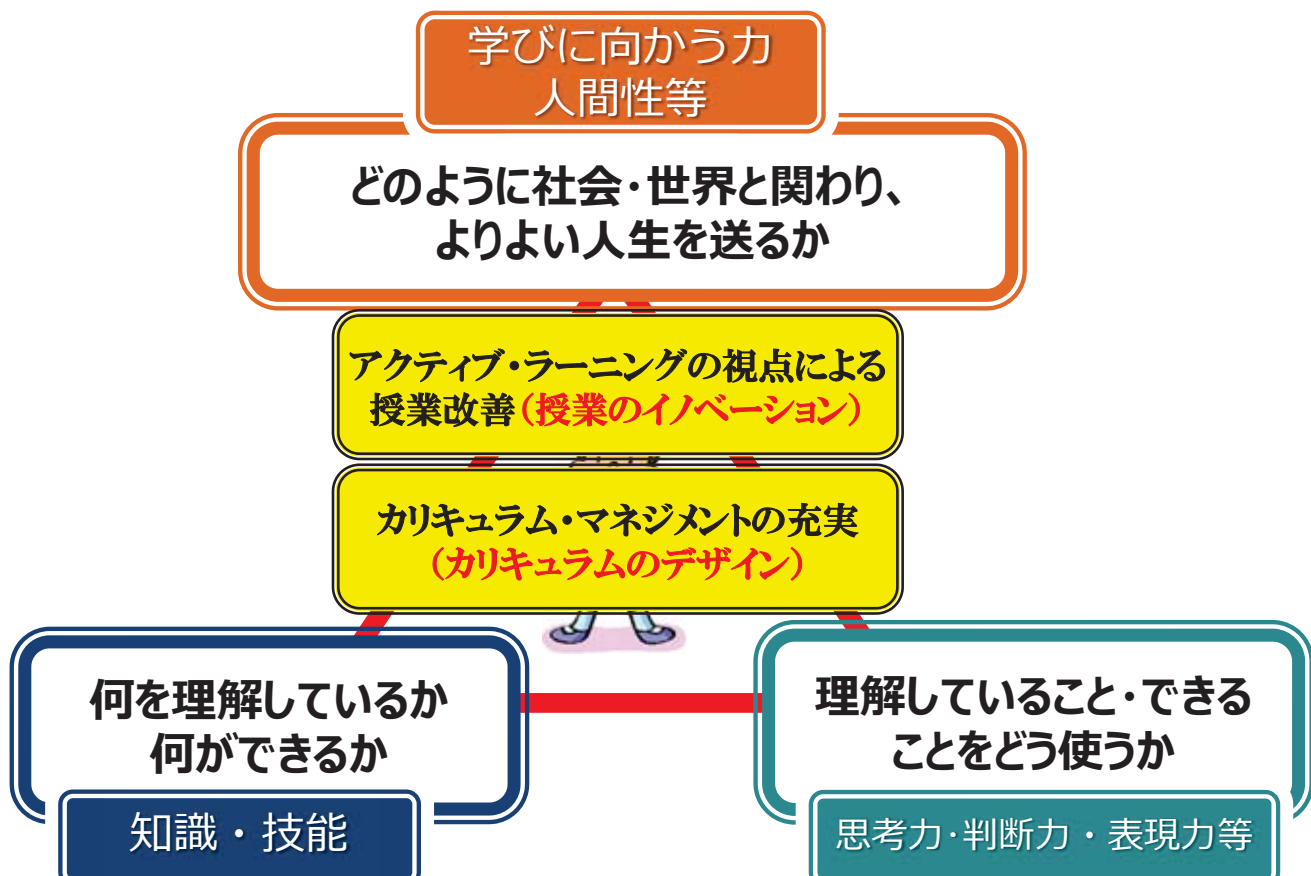 学びに向かう力
人間性等
どのように社会・世界と関わり、
よりよい人生を送るか
アクティブ・ラーニングの視点による
授業改善（授業のイノベーション）
カリキュラム・マネジメントの充実
（カリキュラムのデザイン）
何を理解しているか
何ができるか
知識・技能
理解していること・できる
ことをどう使うか
思考力・判断力・表現力等